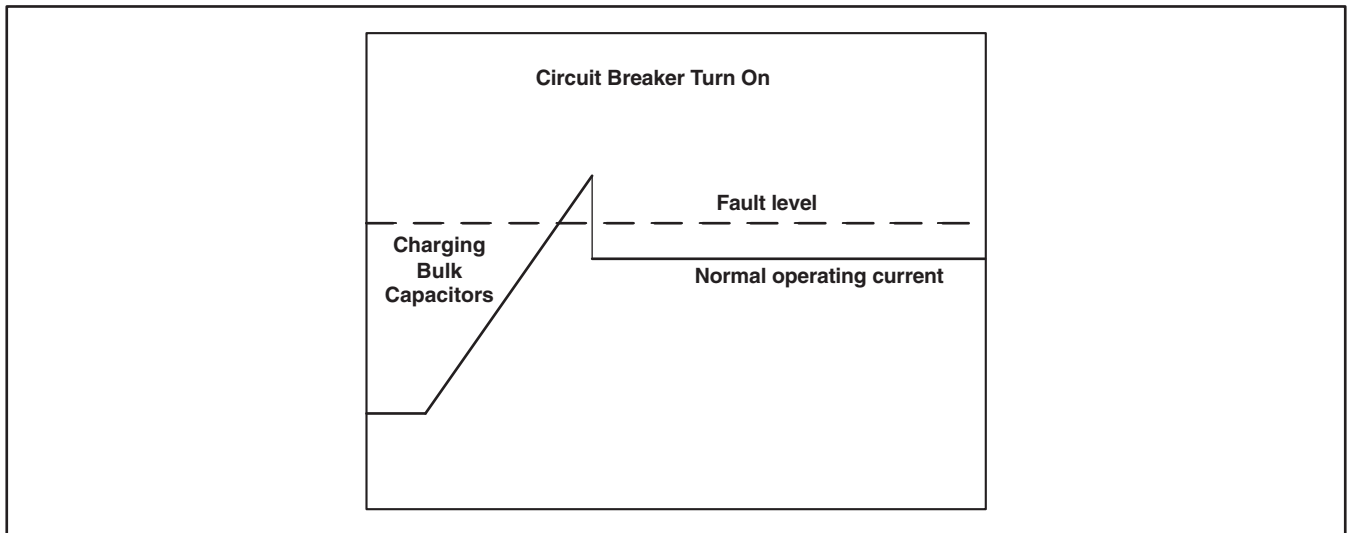 Circuit Breaker Turn On
Fault level
Charging
Bulk
Capacitors
Normal operating current